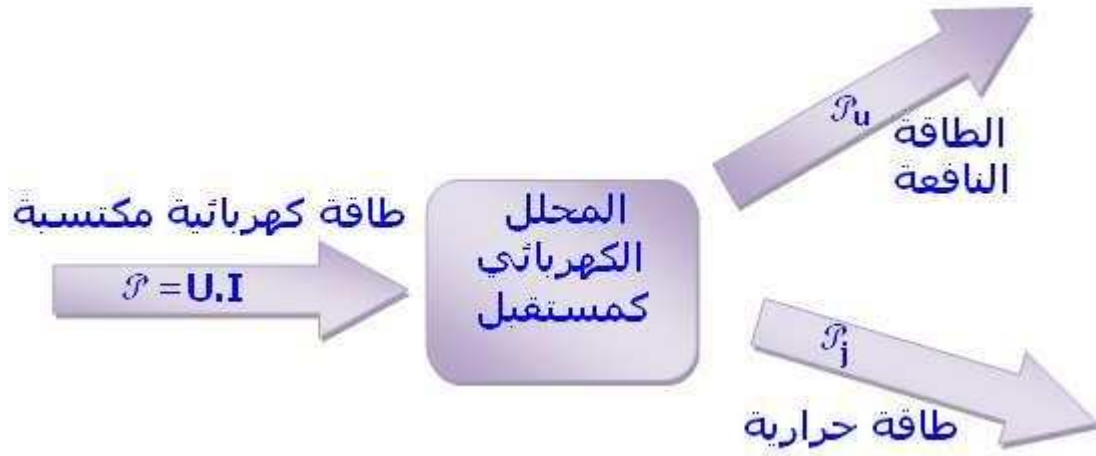 طاقة كهربائية مكتسبة
𝒫 = U.I
المحلل
الكهربائي
كمستقبل
𝒫u
الطاقة
النافعة
𝒫j
طاقة حرارية